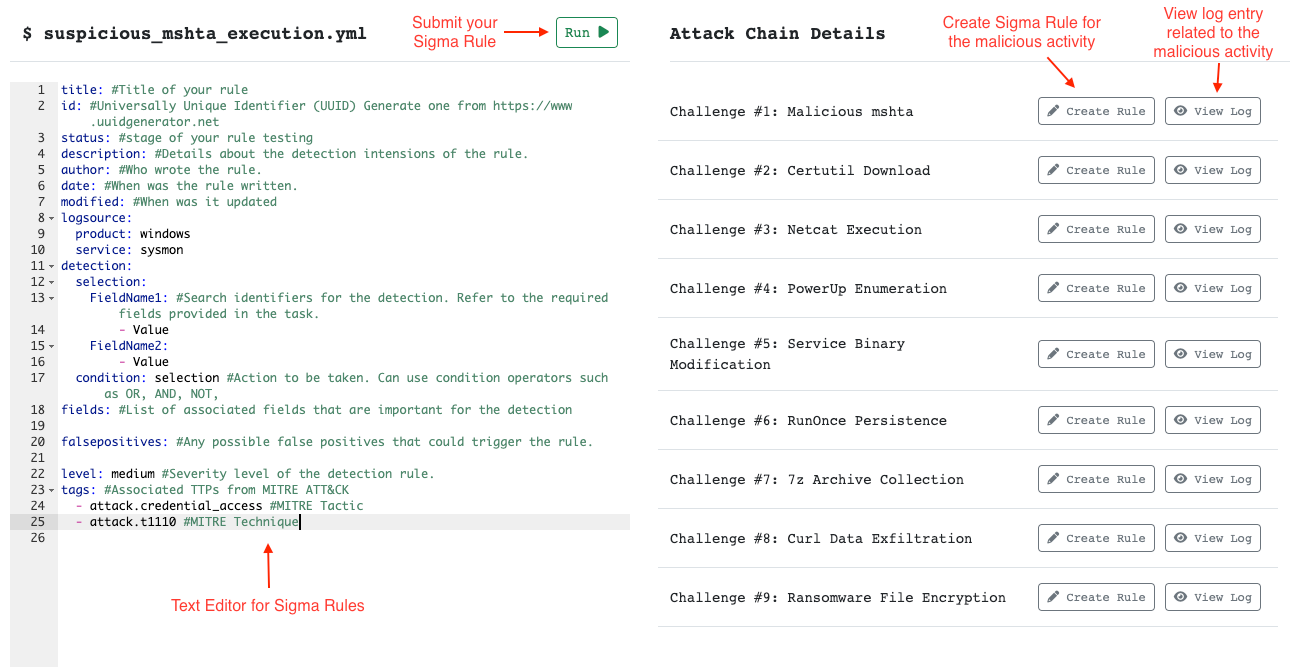 $ suspicious_mshta_execution.yml
Submit your
Sigma Rule
Run
1 title: #Title of your rule
2 id: #Universally Unique Identifier (UUID) Generate one from https://www
.uuidgenerator.net
3 status: #stage of your rule testing
4 description: #Details about the detection intensions of the rule.
5 author: #Who wrote the rule.
6 date: #When was the rule written.
7 modified: #When was it updated
8 logsource:
9 product: windows
10 service: sysmon
11 detection:
12 selection:
13 FieldName1: #Search identifiers for the detection. Refer to the required
fields provided in the task.
14 - Value
15 FieldName2:
16 - Value
17 condition: selection #Action to be taken. Can use condition operators such
as OR, AND, NOT,
18 fields: #List of associated fields that are important for the detection
19
20 falsepositives: #Any possible false positives that could trigger the rule.
21
22 level: medium #Severity level of the detection rule.
23 tags: #Associated TTPs from MITRE ATT&CK
24 - attack.credential_access #MITRE Tactic
25 - attack.t1110 #MITRE Technique
26
Text Editor for Sigma Rules
Attack Chain Details
Create Sigma Rule for
the malicious activity
View log entry
related to the
malicious activity
Challenge #1: Malicious mshta Create Rule View Log
Challenge #2: Certutil Download Create Rule View Log
Challenge #3: Netcat Execution Create Rule View Log
Challenge #4: PowerUp Enumeration Create Rule View Log
Challenge #5: Service Binary
Modification Create Rule View Log
Challenge #6: RunOnce Persistence Create Rule View Log
Challenge #7: 7z Archive Collection Create Rule View Log
Challenge #8: Curl Data Exfiltration Create Rule View Log
Challenge #9: Ransomware File Encryption Create Rule View Log